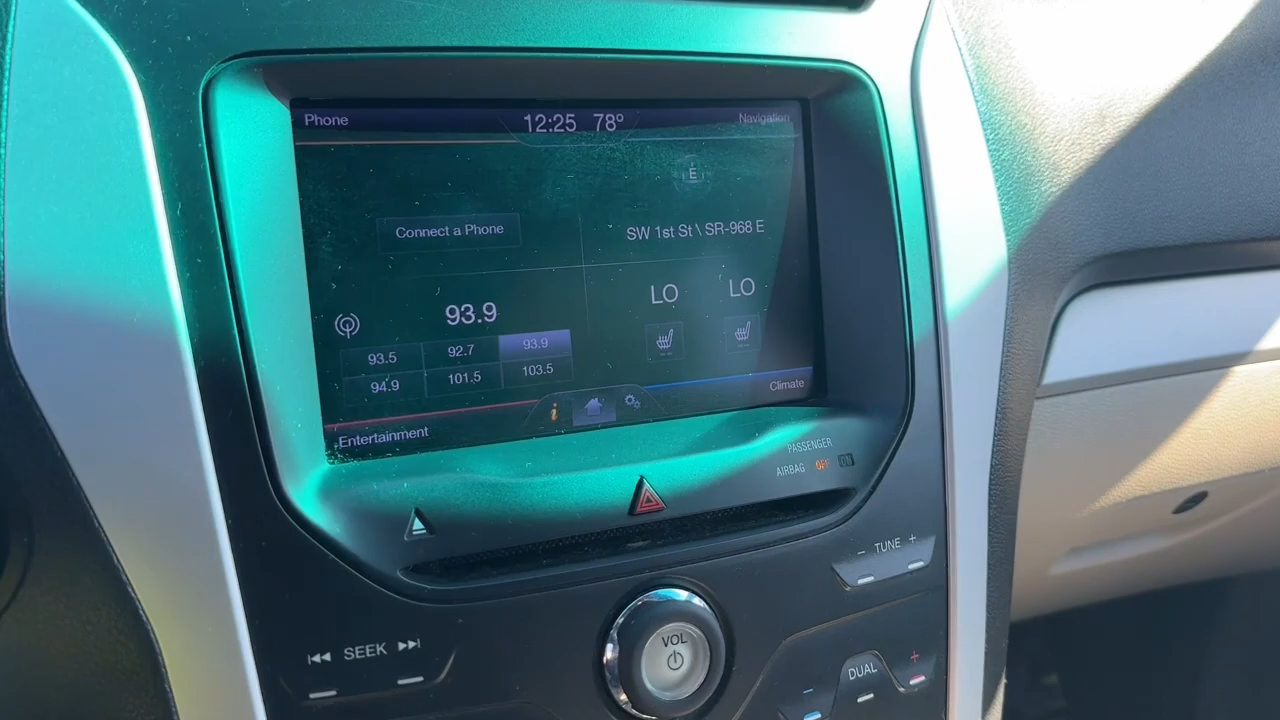 Phone
12:25 78°
Navigation
E
Connect a Phone
SW 1st St \ SR-968 E
93.9
LO
LO
93.5
92.7
93.9
94.9
101.5
103.5
i
Climate
Entertainment
PASSENGER
AIRBAG OFF ON
- TUNE +
SEEK
VOL
- DUAL +